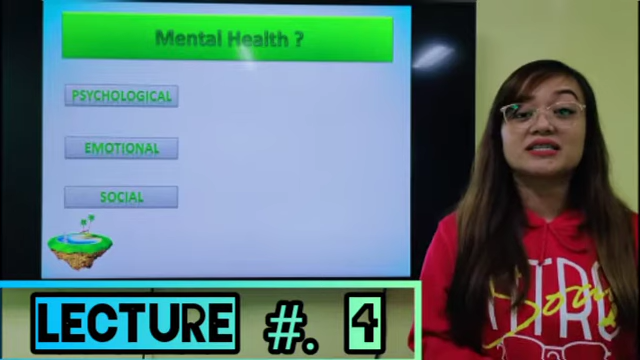 Mental Health ?
PSYCHOLOGICAL
EMOTIONAL
SOCIAL
LECTURE #. 4